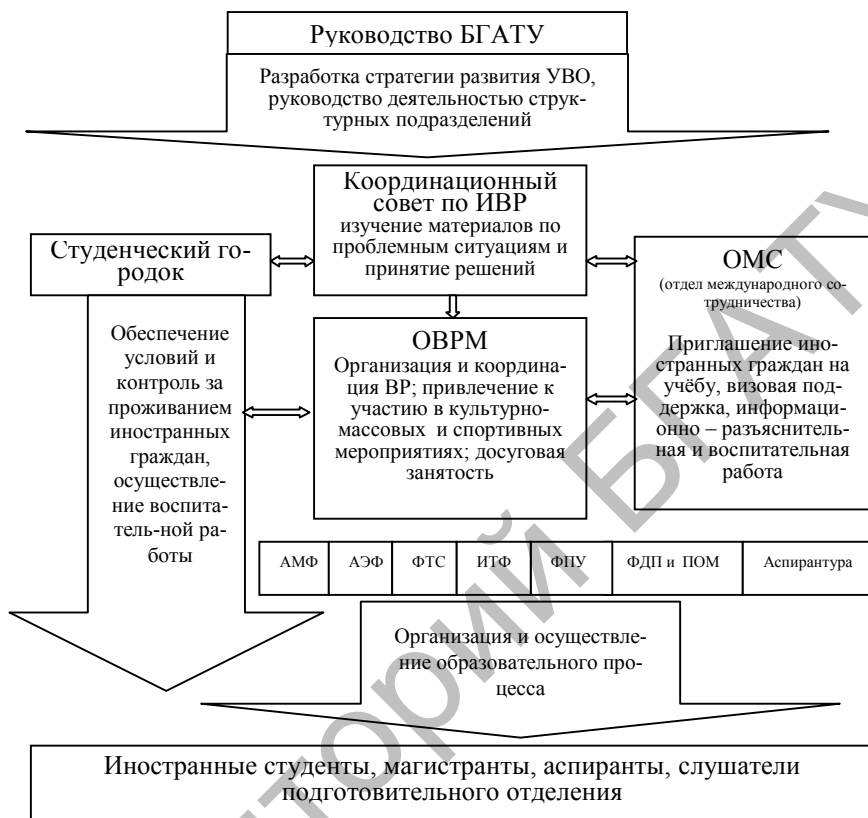 Руководство БГАТУ
Разработка стратегии развития УВО,
руководство деятельностью струк-
турных подразделений
Координационный
совет по ИВР
изучение материалов по
проблемным ситуациям и
принятие решений
Студенческий го-
родок
ОМС
(отдел международного со-
трудничества)
Приглашение ино-
странных граждан на
учёбу, визовая под-
держка, информаци-
онно – разъяснитель-
ная и воспитательная
работа
Обеспечение
условий и
контроль за
проживанием
иностранных
граждан,
осуществле-
ние воспита-
тель-ной ра-
боты
ОВРМ
Организация и координа-
ция ВР; привлечение к
участию в культурно-
массовых и спортивных
мероприятиях; досуговая
занятость
АМФ АЭФ ФТС ИТФ ФПУ ФДП и ПОМ Аспирантура
Организация и осуществле-
ние образовательного про-
цесса
Иностранные студенты, магистранты, аспиранты, слушатели
подготовительного отделения
торий БГАТУ